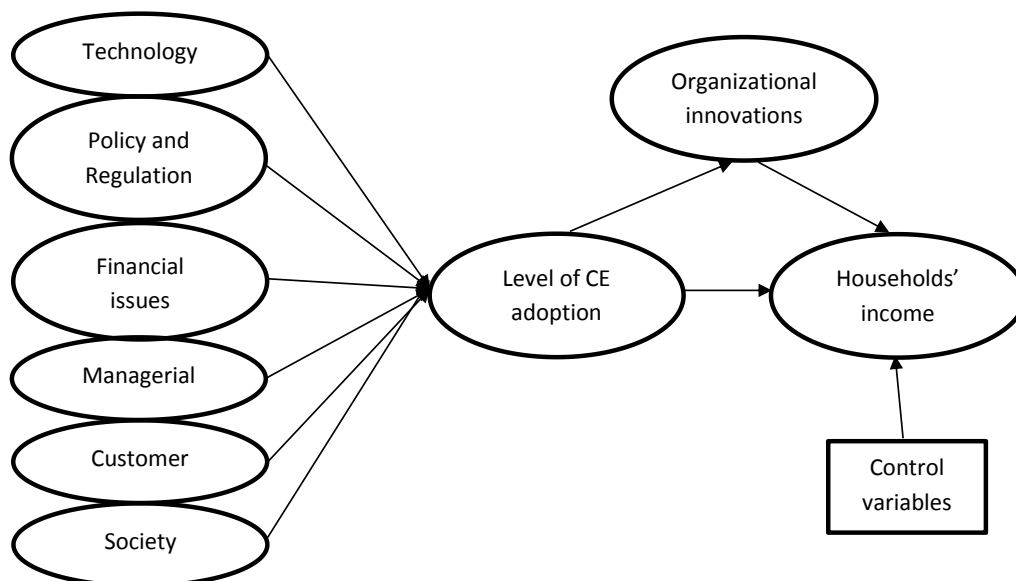 Technology
Policy and
Regulation
Financial
issues
Managerial
Customer
Society
Level of CE
adoption
Organizational
innovations
Households’
income
Control
variables